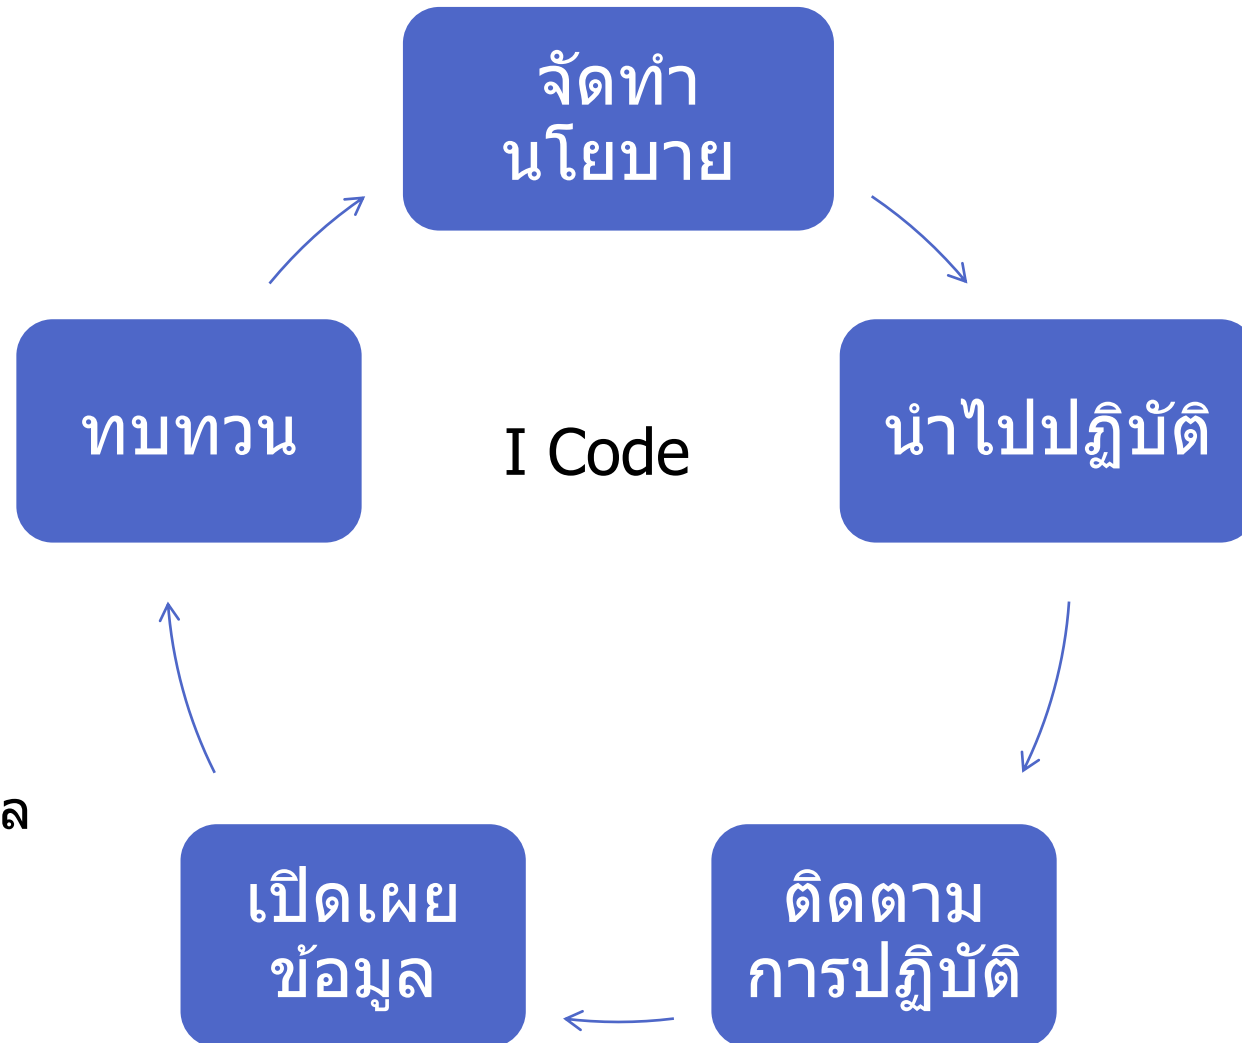 จัดทำ
นโยบาย
ทบทวน
I Code
นำไปปฏิบัติ
ล
เปิดเผย
ข้อมูล
ติดตาม
การปฏิบัติ